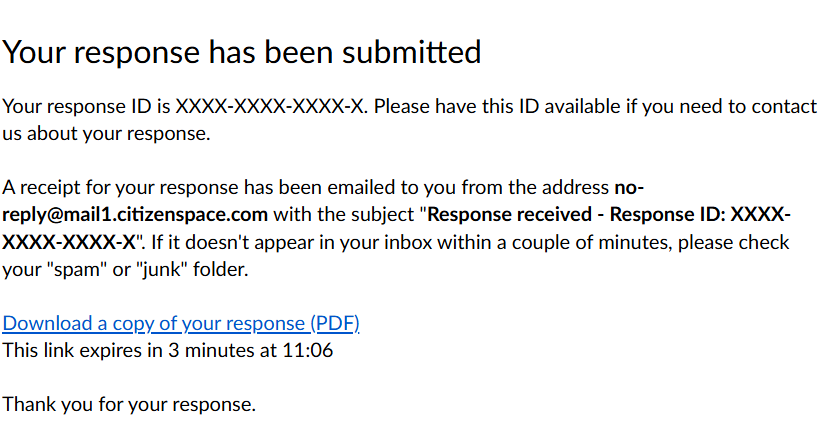 Your response has been submitted
Your response ID is XXXX-XXXX-XXXX-X. Please have this ID available if you need to contact
us about your response.
A receipt for your response has been emailed to you from the address no-
reply@mail1.citizenspace.com with the subject "Response received - Response ID: XXXX-
XXXX-XXXX-X". If it doesn't appear in your inbox within a couple of minutes, please check
your "spam" or "junk" folder.
Download a copy of your response (PDF)
This link expires in 3 minutes at 11:06
Thank you for your response.